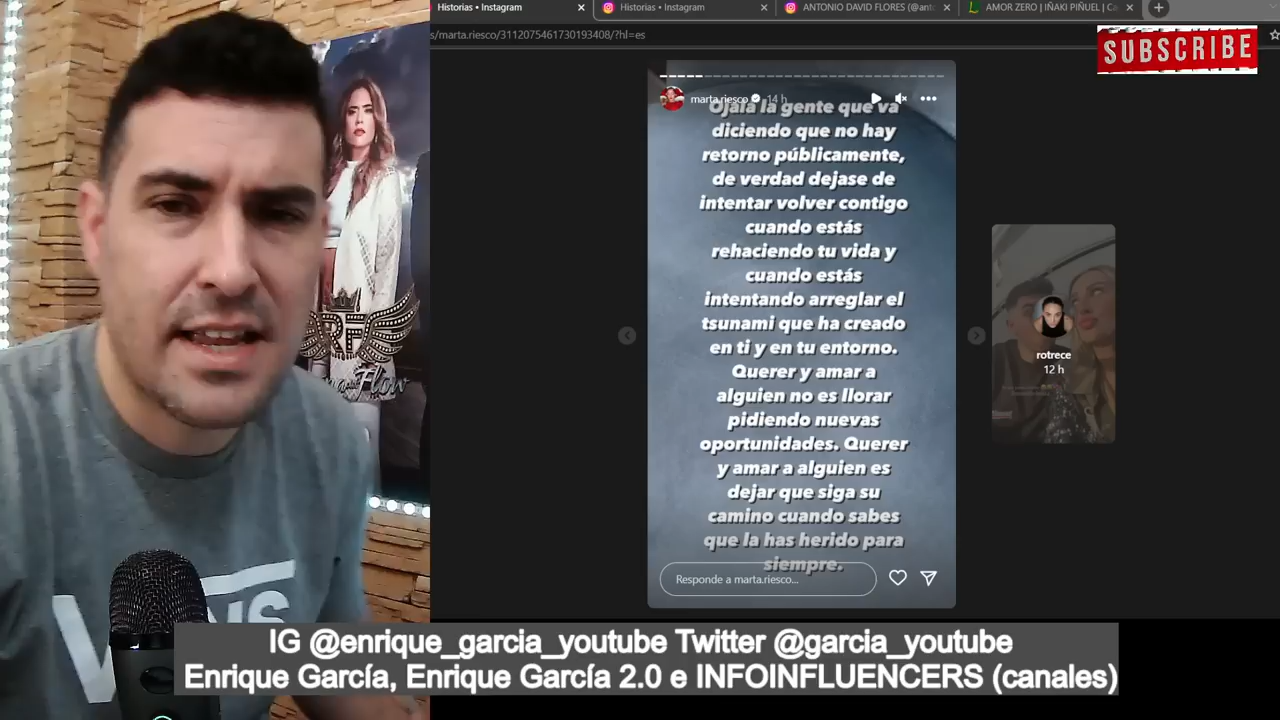 Historias • Instagram
Historias • Instagram
ANTONIO DAVID FLORES (@ant
AMOR ZERO | IÑAKI PIÑUEL | Ca
s/marta.riesco/3112075461730193408/?hl=es
SUBSCRIBE
marta.riesco 14 h
Ojalá la gente que va
diciendo que no hay
retorno públicamente,
de verdad dejase de
intentar volver contigo
cuando estás
rehaciendo tu vida y
cuando estás
intentando arreglar el
tsunami que ha creado
en ti y en tu entorno.
Querer y amar a
alguien no es llorar
pidiendo nuevas
oportunidades. Querer
y amar a alguien es
dejar que siga su
camino cuando sabes
que la has herido para
siempre.
Responde a marta.riesco...
rotrece
12 h
RF
Flow
VANS
IG @enrique_garcia_youtube Twitter @garcia_youtube
Enrique García, Enrique García 2.0 e INFOINFLUENCERS (canales)